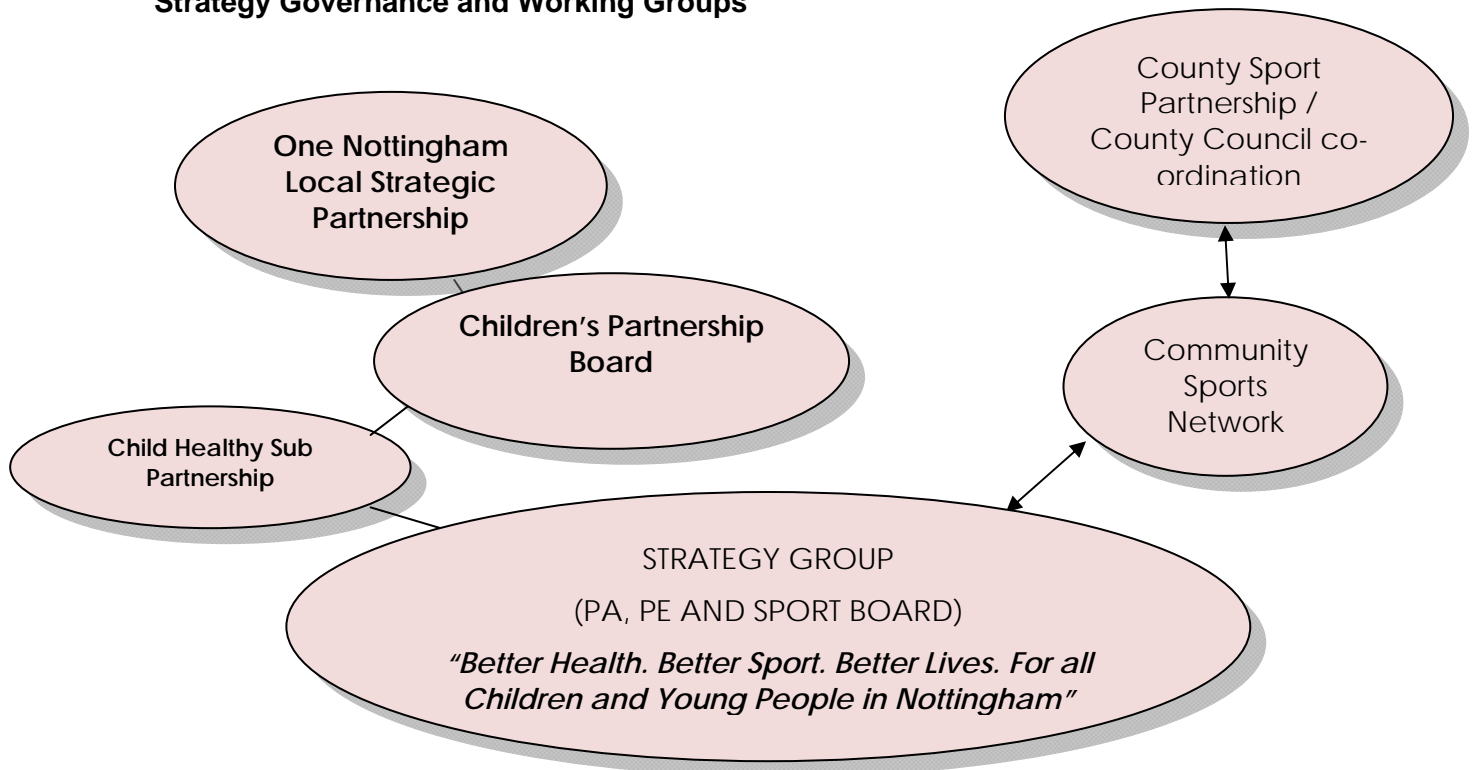 Strategy Governance and Working Groups
County Sport
Partnership /
County Council co-
ordination
One Nottingham
Local Strategic
Partnership
Children’s Partnership
Board
Community
Sports
Network
Child Healthy Sub
Partnership
STRATEGY GROUP
(PA, PE AND SPORT BOARD)
“Better Health. Better Sport. Better Lives. For all
Children and Young People in Nottingham”